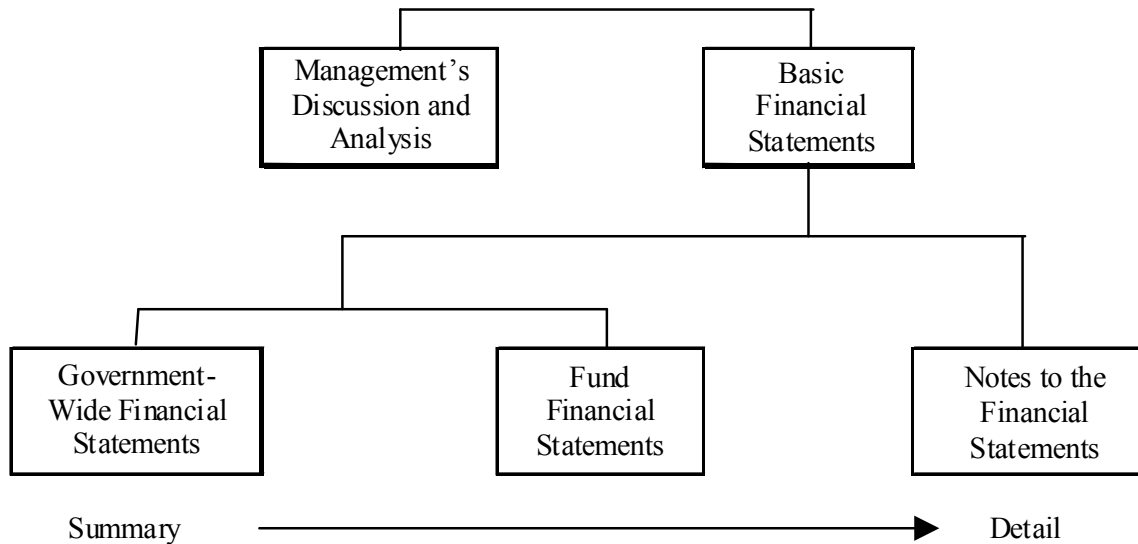 Management’s
Discussion and
Analysis
Basic
Financial
Statements
Government-
Wide Financial
Statements
Fund
Financial
Statements
Notes to the
Financial
Statements
Summary
Detail